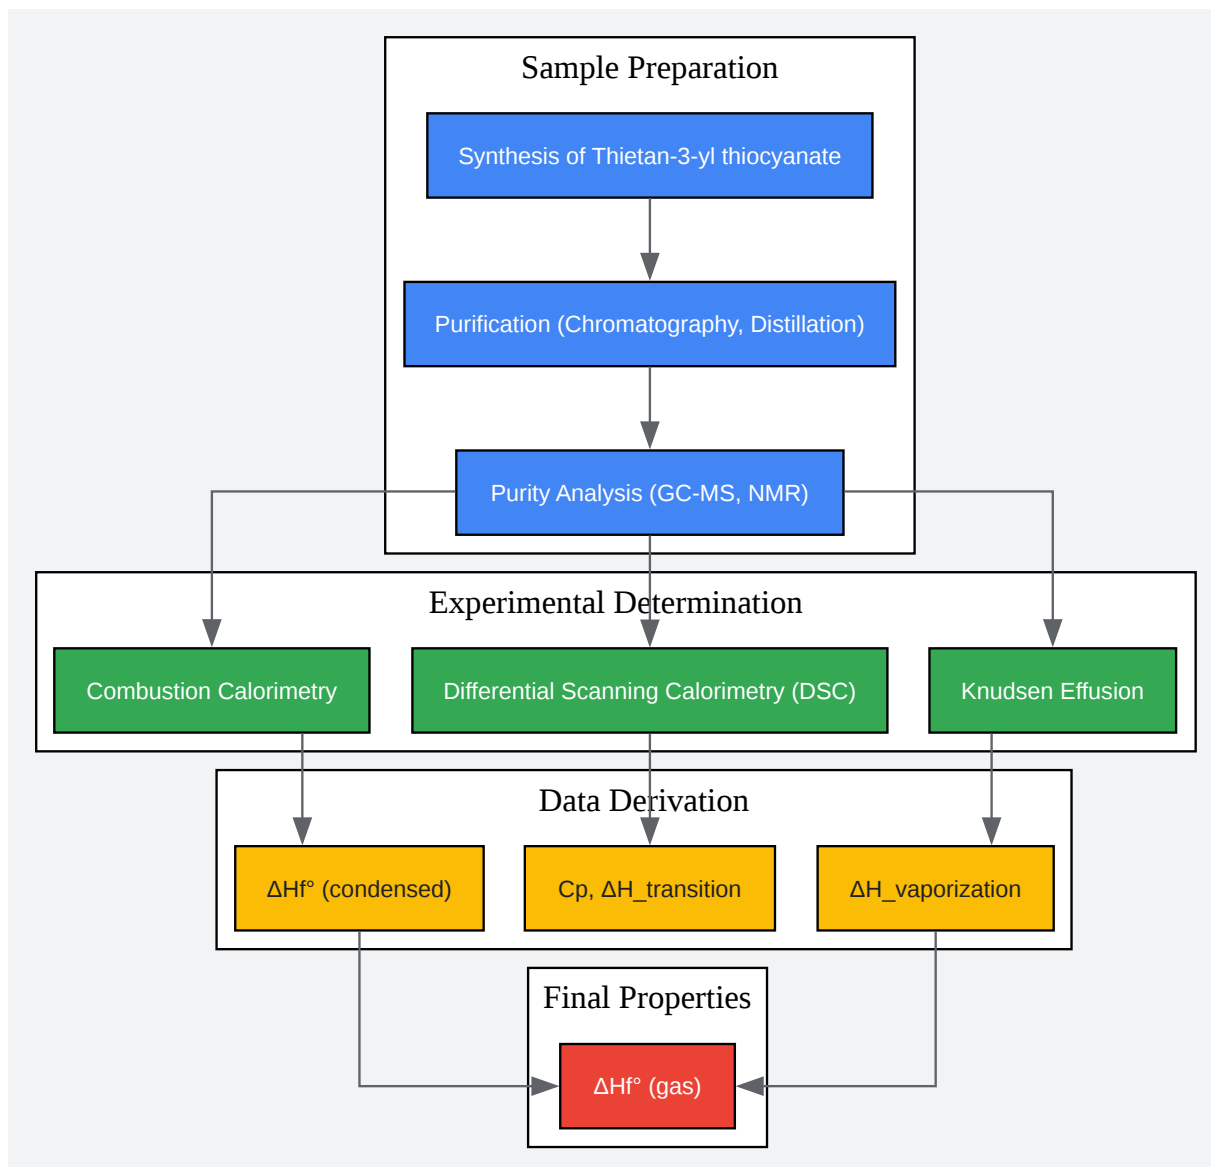 Sample Preparation
Synthesis of Thietan-3-yl thiocyanate
Purification (Chromatography, Distillation)
Purity Analysis (GC-MS, NMR)
Experimental Determination
Combustion Calorimetry
Differential Scanning Calorimetry (DSC)
Knudsen Effusion
Data Derivation
ΔHf° (condensed)
Cp, ΔH_transition
ΔH_vaporization
Final Properties
ΔHf° (gas)